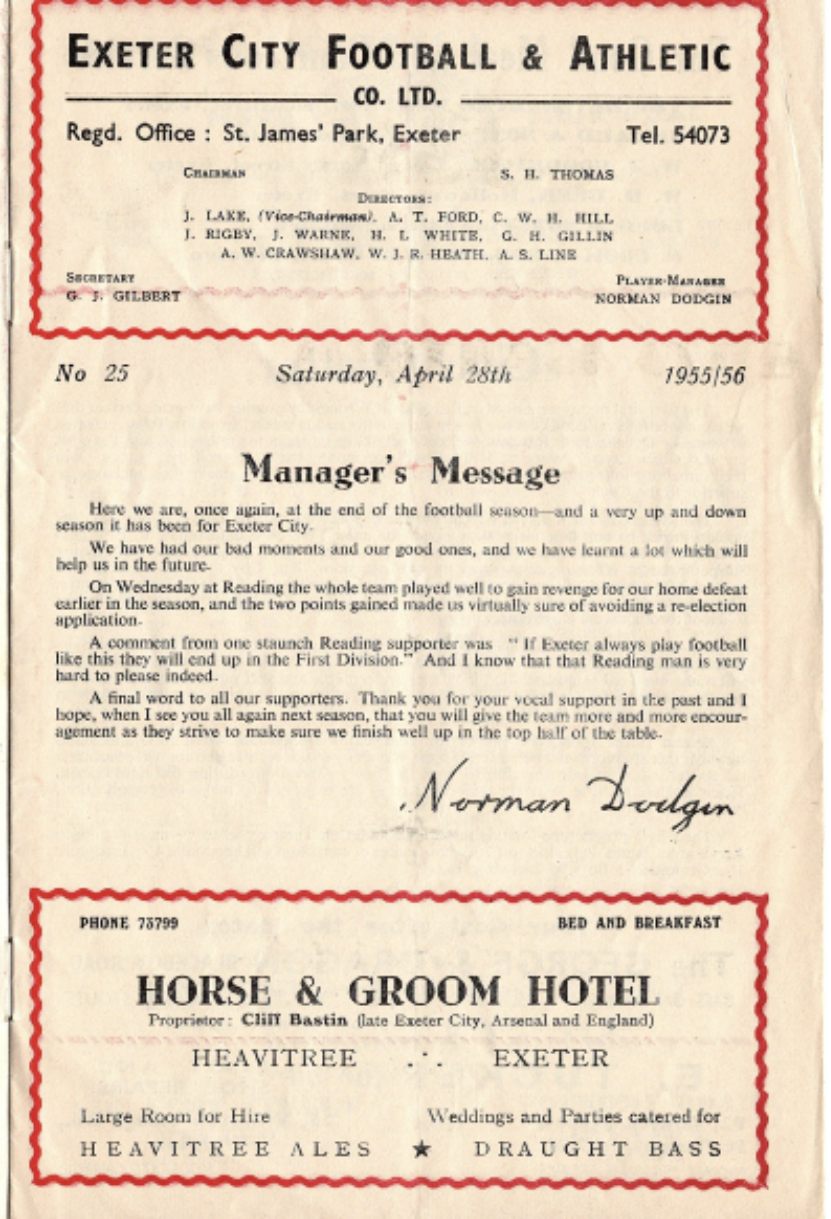 EXETER CITY FOOTBALL & ATHLETIC
CO. LTD.
Regd. Office : St. James' Park, Exeter Tel. 54073
CHAIRMAN S. H. THOMAS
DIRECTORS:
J. LAKE, (Vice-Chairman). A. T. FORD, C. W. H. HILL
J. RIGBY, J. WARNE, H. L. WHITE, G. H. GILLIN
A. W. CRAWSHAW, W. J. R. HEATH. A. S. LINE
SECRETARY PLAYER-MANAGER
G. J. GILBERT NORMAN DODGIN
No 25 Saturday, April 28th 1955/56
Manager's Message
Here we are, once again, at the end of the football season—and a very up and down
season it has been for Exeter City.
We have had our bad moments and our good ones, and we have learnt a lot which will
help us in the future.
On Wednesday at Reading the whole team played well to gain revenge for our home defeat
earlier in the season, and the two points gained made us virtually sure of avoiding a re-election
application.
A comment from one staunch Reading supporter was " If Exeter always play football
like this they will end up in the First Division." And I know that that Reading man is very
hard to please indeed.
A final word to all our supporters. Thank you for your vocal support in the past and I
hope, when I see you all again next season, that you will give the team more and more encour-
agement as they strive to make sure we finish well up in the top half of the table.
Norman Dodgin
PHONE 73799 BED AND BREAKFAST
HORSE & GROOM HOTEL
Proprietor : Cliff Bastin (late Exeter City, Arsenal and England)
HEAVITREE .·. EXETER
Large Room for Hire Weddings and Parties catered for
HEAVITREE ALES ★ DRAUGHT BASS